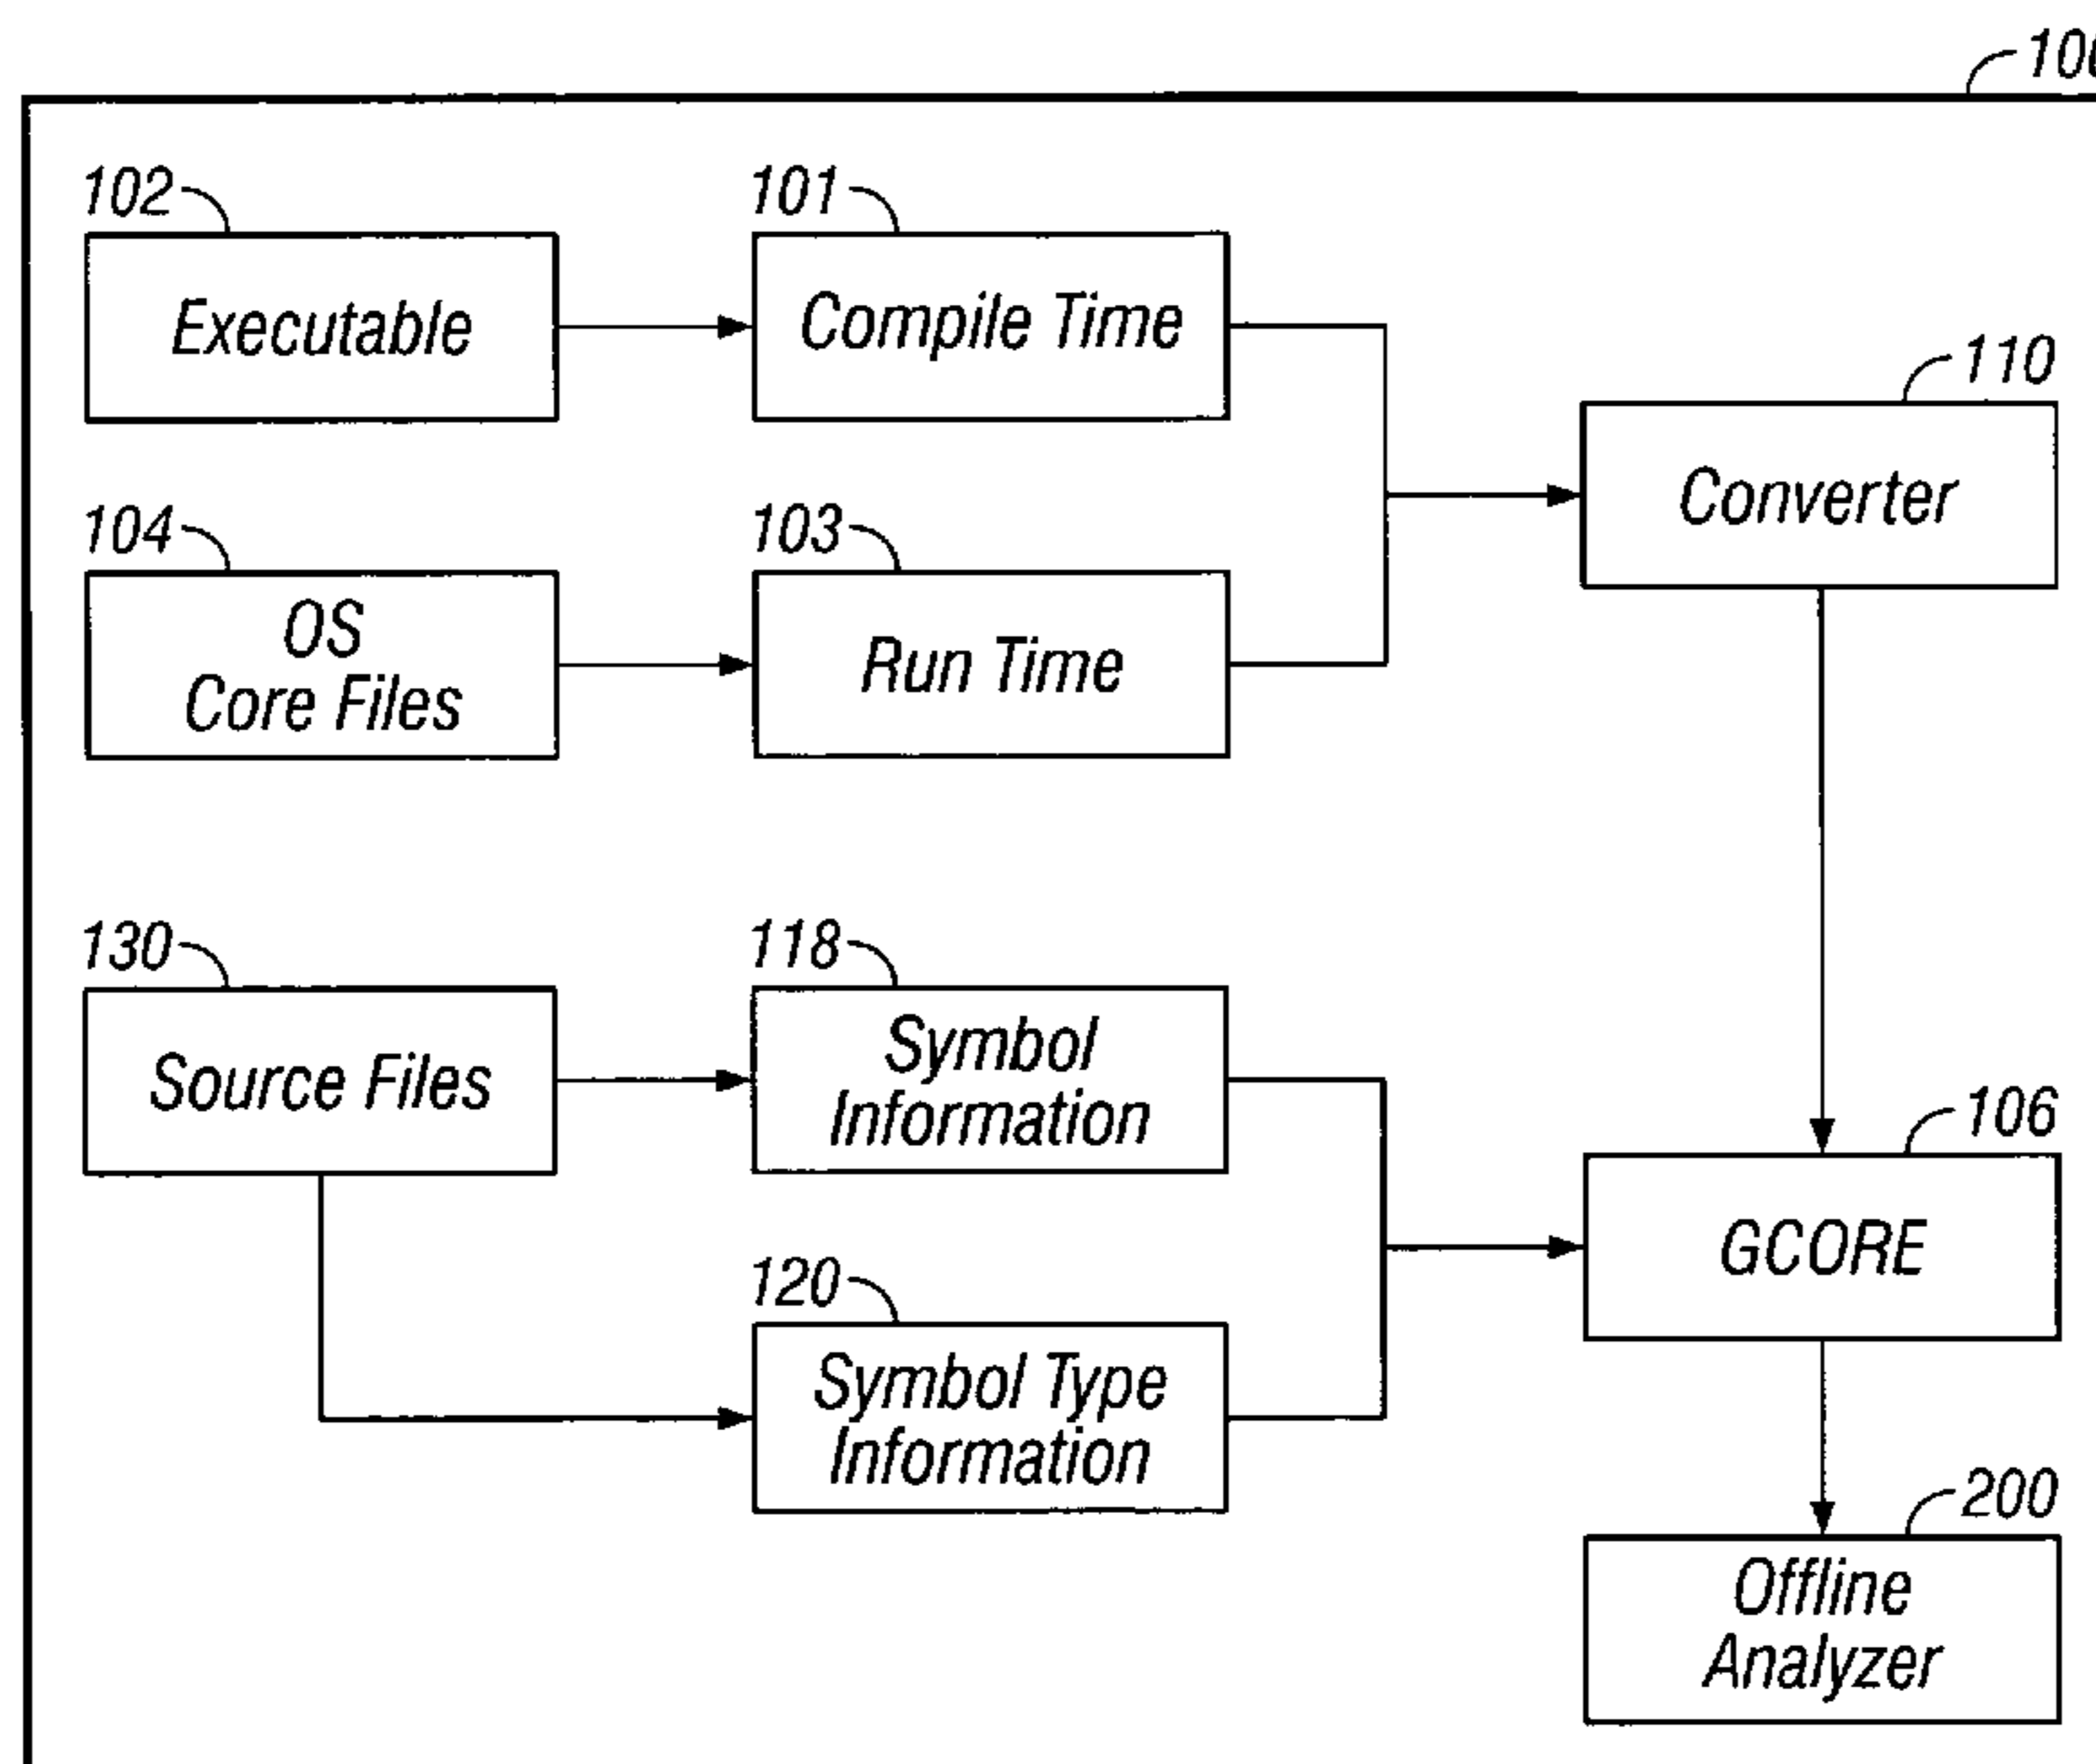 102
101
Executable
Compile Time
110
Converter
104
103
OS
Core Files
Run Time
130
118
Source Files
Symbol
Information
106
GCORE
120
Symbol Type
Information
200
Offline
Analyzer